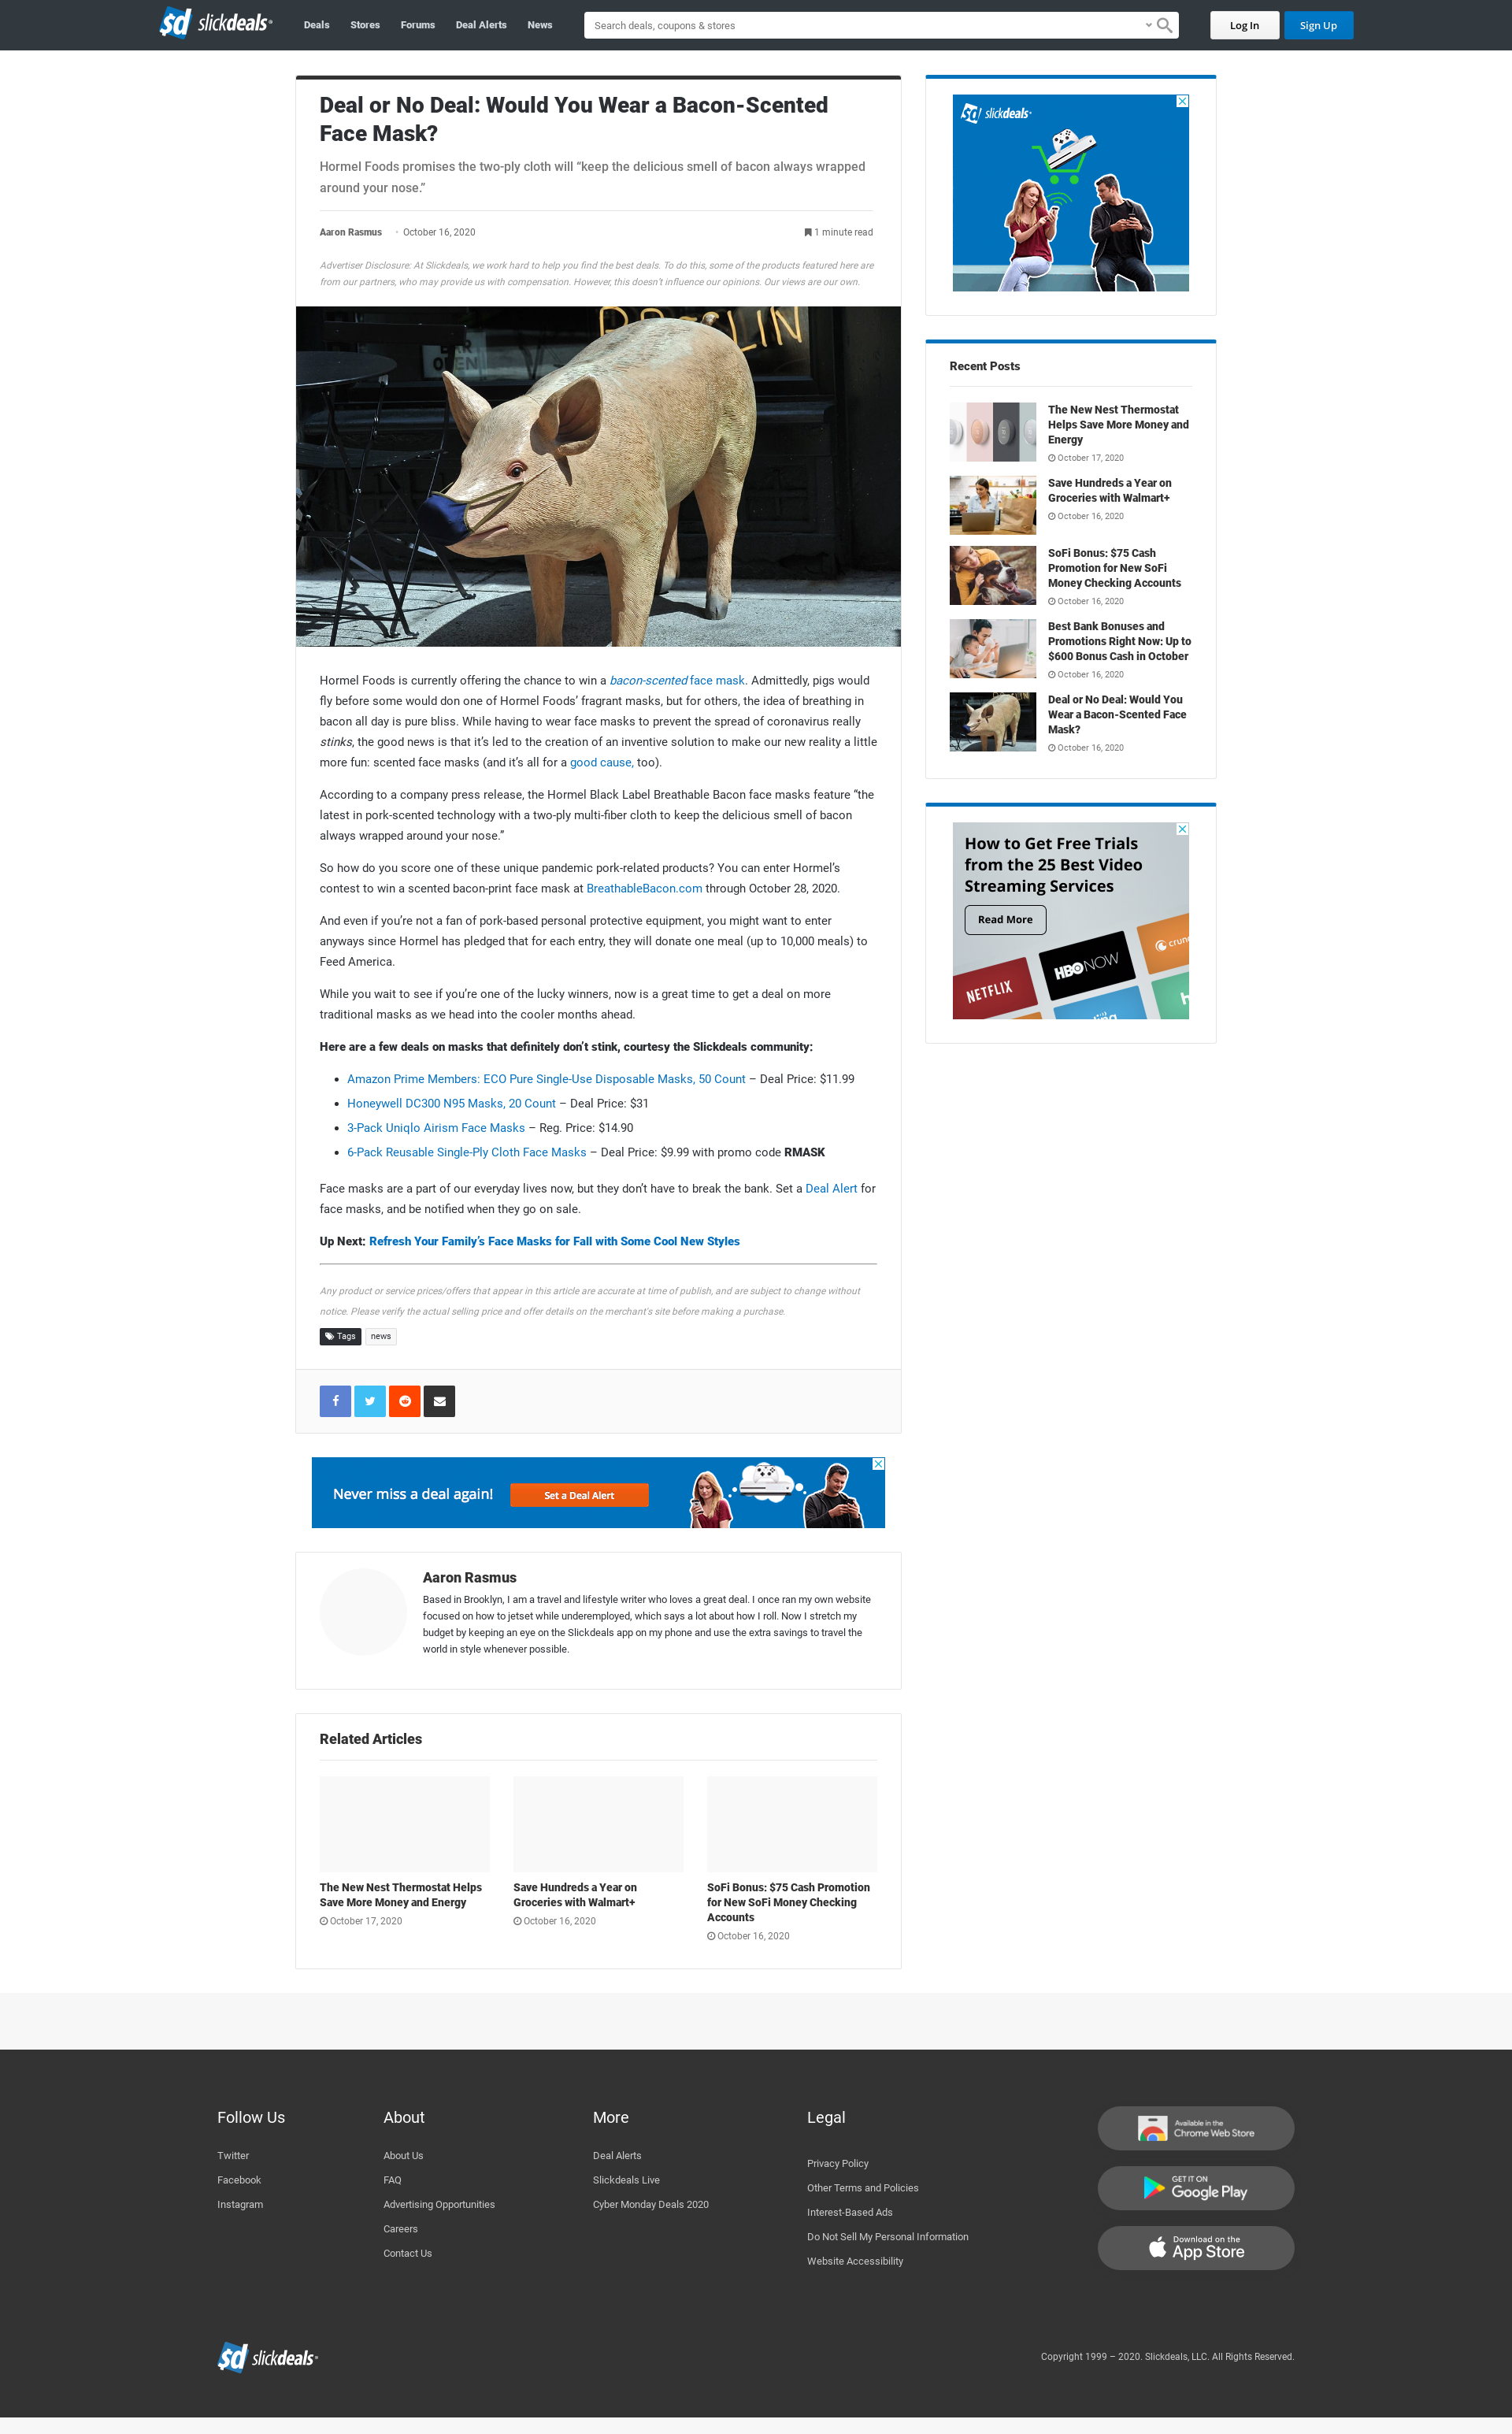 slickdeals
Deals
Stores
Forums
Deal Alerts
News
Search deals, coupons & stores
Log In
Sign Up
Deal or No Deal: Would You Wear a Bacon-Scented
Face Mask?
Hormel Foods promises the two-ply cloth will “keep the delicious smell of bacon always wrapped
around your nose.”
Aaron Rasmus
October 16, 2020
1 minute read
Advertiser Disclosure: At Slickdeals, we work hard to help you find the best deals. To do this, some of the products featured here are
from our partners, who may provide us with compensation. However, this doesn’t influence our opinions. Our views are our own.
BAR
OPEN
Hormel Foods is currently offering the chance to win a bacon-scented face mask. Admittedly, pigs would
fly before some would don one of Hormel Foods’ fragrant masks, but for others, the idea of breathing in
bacon all day is pure bliss. While having to wear face masks to prevent the spread of coronavirus really
stinks, the good news is that it’s led to the creation of an inventive solution to make our new reality a little
more fun: scented face masks (and it’s all for a good cause, too).
According to a company press release, the Hormel Black Label Breathable Bacon face masks feature “the
latest in pork-scented technology with a two-ply multi-fiber cloth to keep the delicious smell of bacon
always wrapped around your nose.”
So how do you score one of these unique pandemic pork-related products? You can enter Hormel’s
contest to win a scented bacon-print face mask at BreathableBacon.com through October 28, 2020.
And even if you’re not a fan of pork-based personal protective equipment, you might want to enter
anyways since Hormel has pledged that for each entry, they will donate one meal (up to 10,000 meals) to
Feed America.
While you wait to see if you’re one of the lucky winners, now is a great time to get a deal on more
traditional masks as we head into the cooler months ahead.
Here are a few deals on masks that definitely don’t stink, courtesy the Slickdeals community:
Amazon Prime Members: ECO Pure Single-Use Disposable Masks, 50 Count – Deal Price: $11.99
Honeywell DC300 N95 Masks, 20 Count – Deal Price: $31
3-Pack Uniqlo Airism Face Masks – Reg. Price: $14.90
6-Pack Reusable Single-Ply Cloth Face Masks – Deal Price: $9.99 with promo code RMASK
Face masks are a part of our everyday lives now, but they don’t have to break the bank. Set a Deal Alert for
face masks, and be notified when they go on sale.
Up Next: Refresh Your Family’s Face Masks for Fall with Some Cool New Styles
Any product or service prices/offers that appear in this article are accurate at time of publish, and are subject to change without
notice. Please verify the actual selling price and offer details on the merchant's site before making a purchase.
Tags
news
Never miss a deal again!
Set a Deal Alert
Aaron Rasmus
Based in Brooklyn, I am a travel and lifestyle writer who loves a great deal. I once ran my own website
focused on how to jetset while underemployed, which says a lot about how I roll. Now I stretch my
budget by keeping an eye on the Slickdeals app on my phone and use the extra savings to travel the
world in style whenever possible.
Related Articles
The New Nest Thermostat Helps
Save More Money and Energy
October 17, 2020
Save Hundreds a Year on
Groceries with Walmart+
October 16, 2020
SoFi Bonus: $75 Cash Promotion
for New SoFi Money Checking
Accounts
October 16, 2020
slickdeals
Recent Posts
The New Nest Thermostat
Helps Save More Money and
Energy
October 17, 2020
Save Hundreds a Year on
Groceries with Walmart+
October 16, 2020
SoFi Bonus: $75 Cash
Promotion for New SoFi
Money Checking Accounts
October 16, 2020
Best Bank Bonuses and
Promotions Right Now: Up to
$600 Bonus Cash in October
October 16, 2020
Deal or No Deal: Would You
Wear a Bacon-Scented Face
Mask?
October 16, 2020
How to Get Free Trials
from the 25 Best Video
Streaming Services
Read More
NETFLIX
HBO NOW
Follow Us
Twitter
Facebook
Instagram
About
About Us
FAQ
Advertising Opportunities
Careers
Contact Us
More
Deal Alerts
Slickdeals Live
Cyber Monday Deals 2020
Legal
Privacy Policy
Other Terms and Policies
Interest-Based Ads
Do Not Sell My Personal Information
Website Accessibility
Available in the
Chrome Web Store
GET IT ON
Google Play
Download on the
App Store
slickdeals
Copyright 1999 – 2020. Slickdeals, LLC. All Rights Reserved.